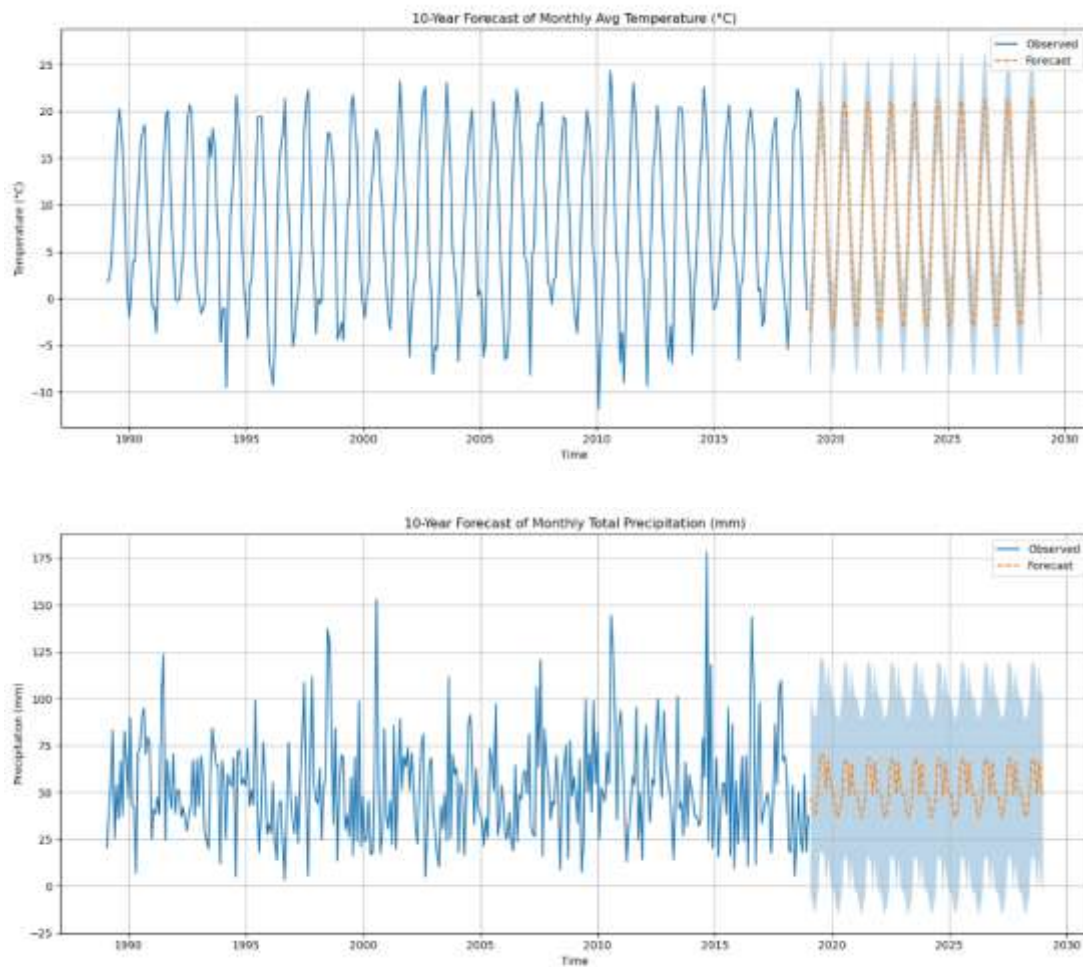 10-Year Forecast of Monthly Avg Temperature (°C)
Observed
Forecast
25
20
15
10
5
0
−5
−10
Temperature (°C)
1990 1995 2000 2005 2010 2015 2020 2025 2030
Time
10-Year Forecast of Monthly Total Precipitation (mm)
Observed
Forecast
175
150
125
100
75
50
25
0
−25
Precipitation (mm)
1990 1995 2000 2005 2010 2015 2020 2025 2030
Time